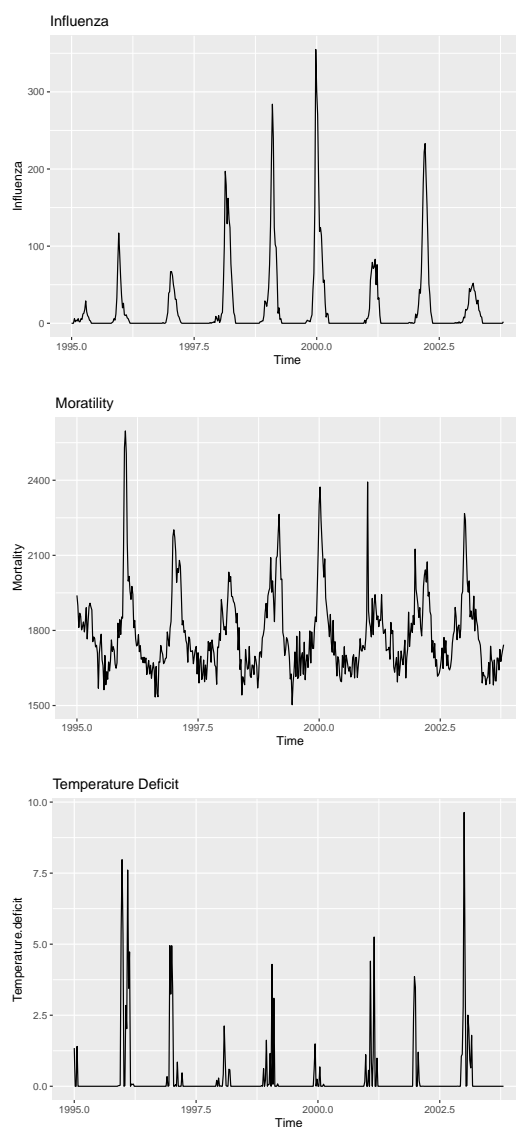 Influenza
300
200
100
0
Influenza
1995.0 1997.5 2000.0 2002.5
Time
Moratility
2400
2100
1800
1500
Mortality
1995.0 1997.5 2000.0 2002.5
Time
Temperature Deficit
10.0
7.5
5.0
2.5
0.0
Temperature.deficit
1995.0 1997.5 2000.0 2002.5
Time